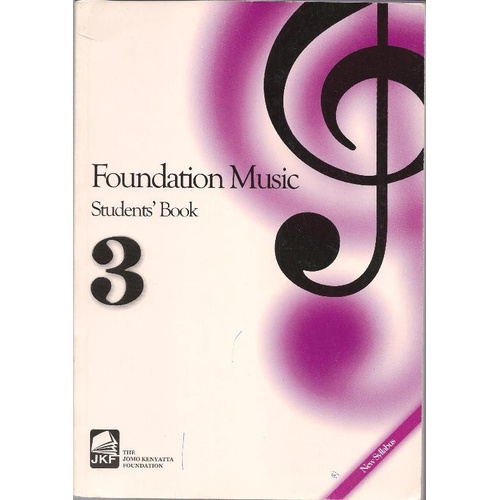 Foundation Music
Students' Book
3
JKF
THE
JOMO KENYATTA
FOUNDATION
New Syllabus